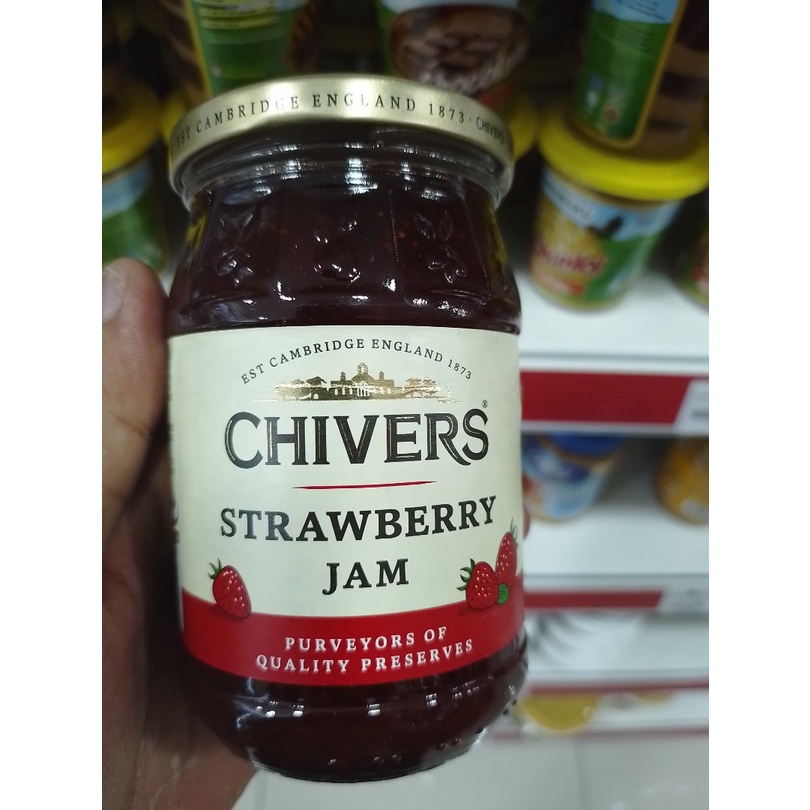 EST CAMBRIDGE ENGLAND 1873 · CHIVERS
EST CAMBRIDGE ENGLAND 1873
CHIVERS®
STRAWBERRY
JAM
PURVEYORS OF
QUALITY PRESERVES